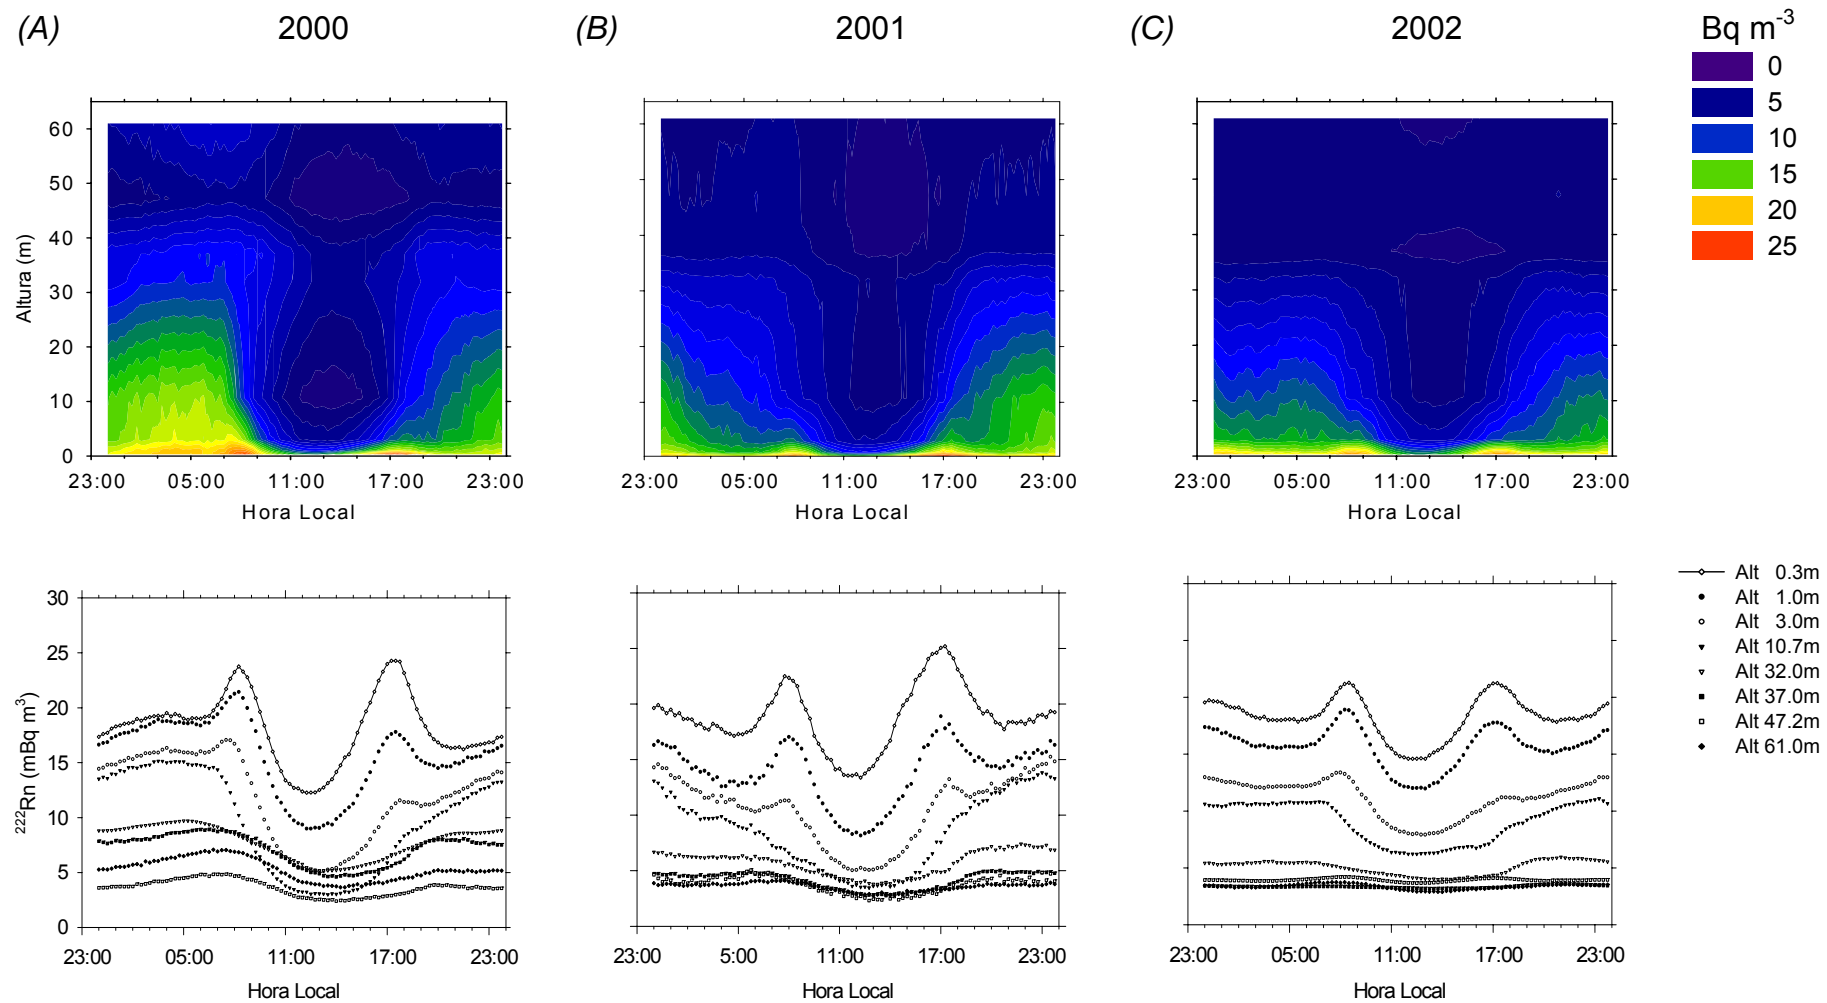 (A) 2000 (B) 2001 (C) 2002 Bq m-3
0
5
10
15
20
25
60
50
40
30
20
10
0
Altura (m)
23:00 05:00 11:00 17:00 23:00
Hora Local
23:00 05:00 11:00 17:00 23:00
Hora Local
23:00 05:00 11:00 17:00 23:00
Hora Local
30
25
20
15
10
5
0
222Rn (mBq m3)
23:00 05:00 11:00 17:00 23:00
Hora Local
23:00 5:00 11:00 17:00 23:00
Hora Local
23:00 05:00 11:00 17:00 23:00
Hora Local
Alt 0.3m
Alt 1.0m
Alt 3.0m
Alt 10.7m
Alt 32.0m
Alt 37.0m
Alt 47.2m
Alt 61.0m